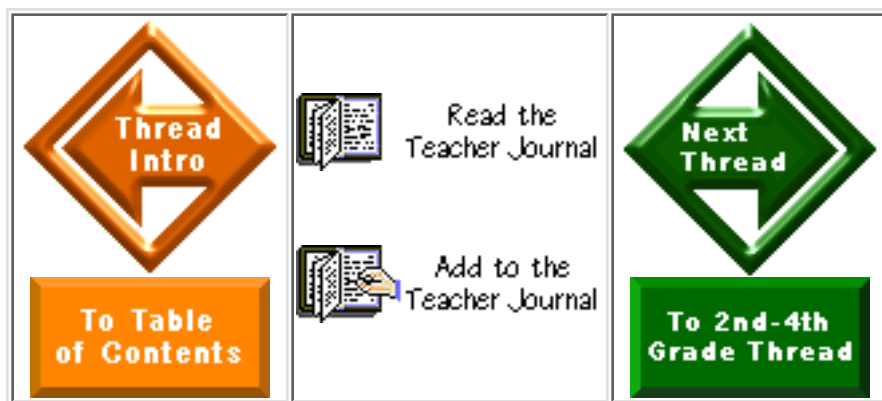 Thread
Intro
To Table
of Contents
Read the
Teacher Journal
Add to the
Teacher Journal
Next
Thread
To 2nd-4th
Grade Thread